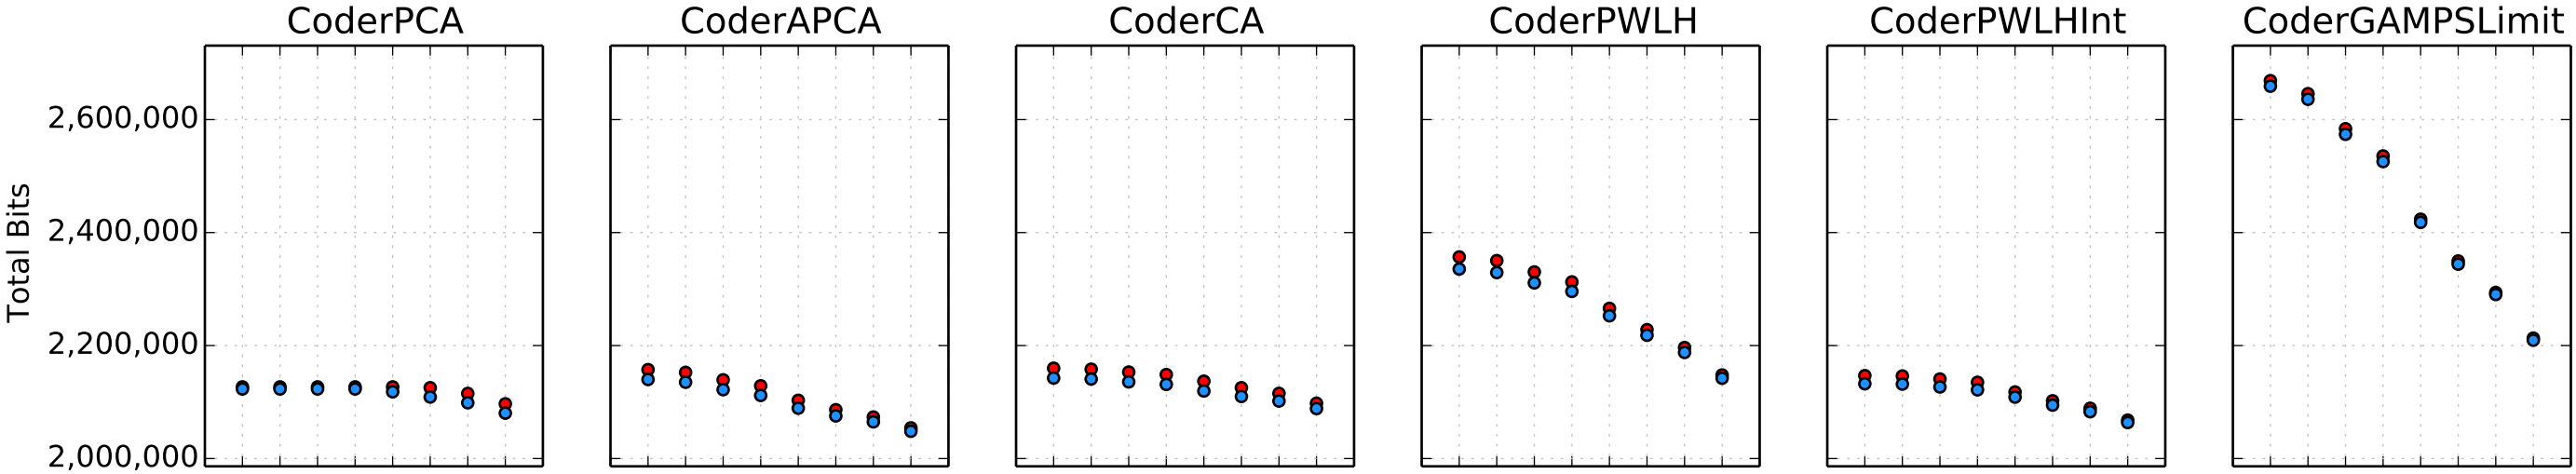 CoderPCA CoderAPCA CoderCA CoderPWLH CoderPWLHInt CoderGAMPSLimit
Total Bits
2,600,000
2,400,000
2,200,000
2,000,000